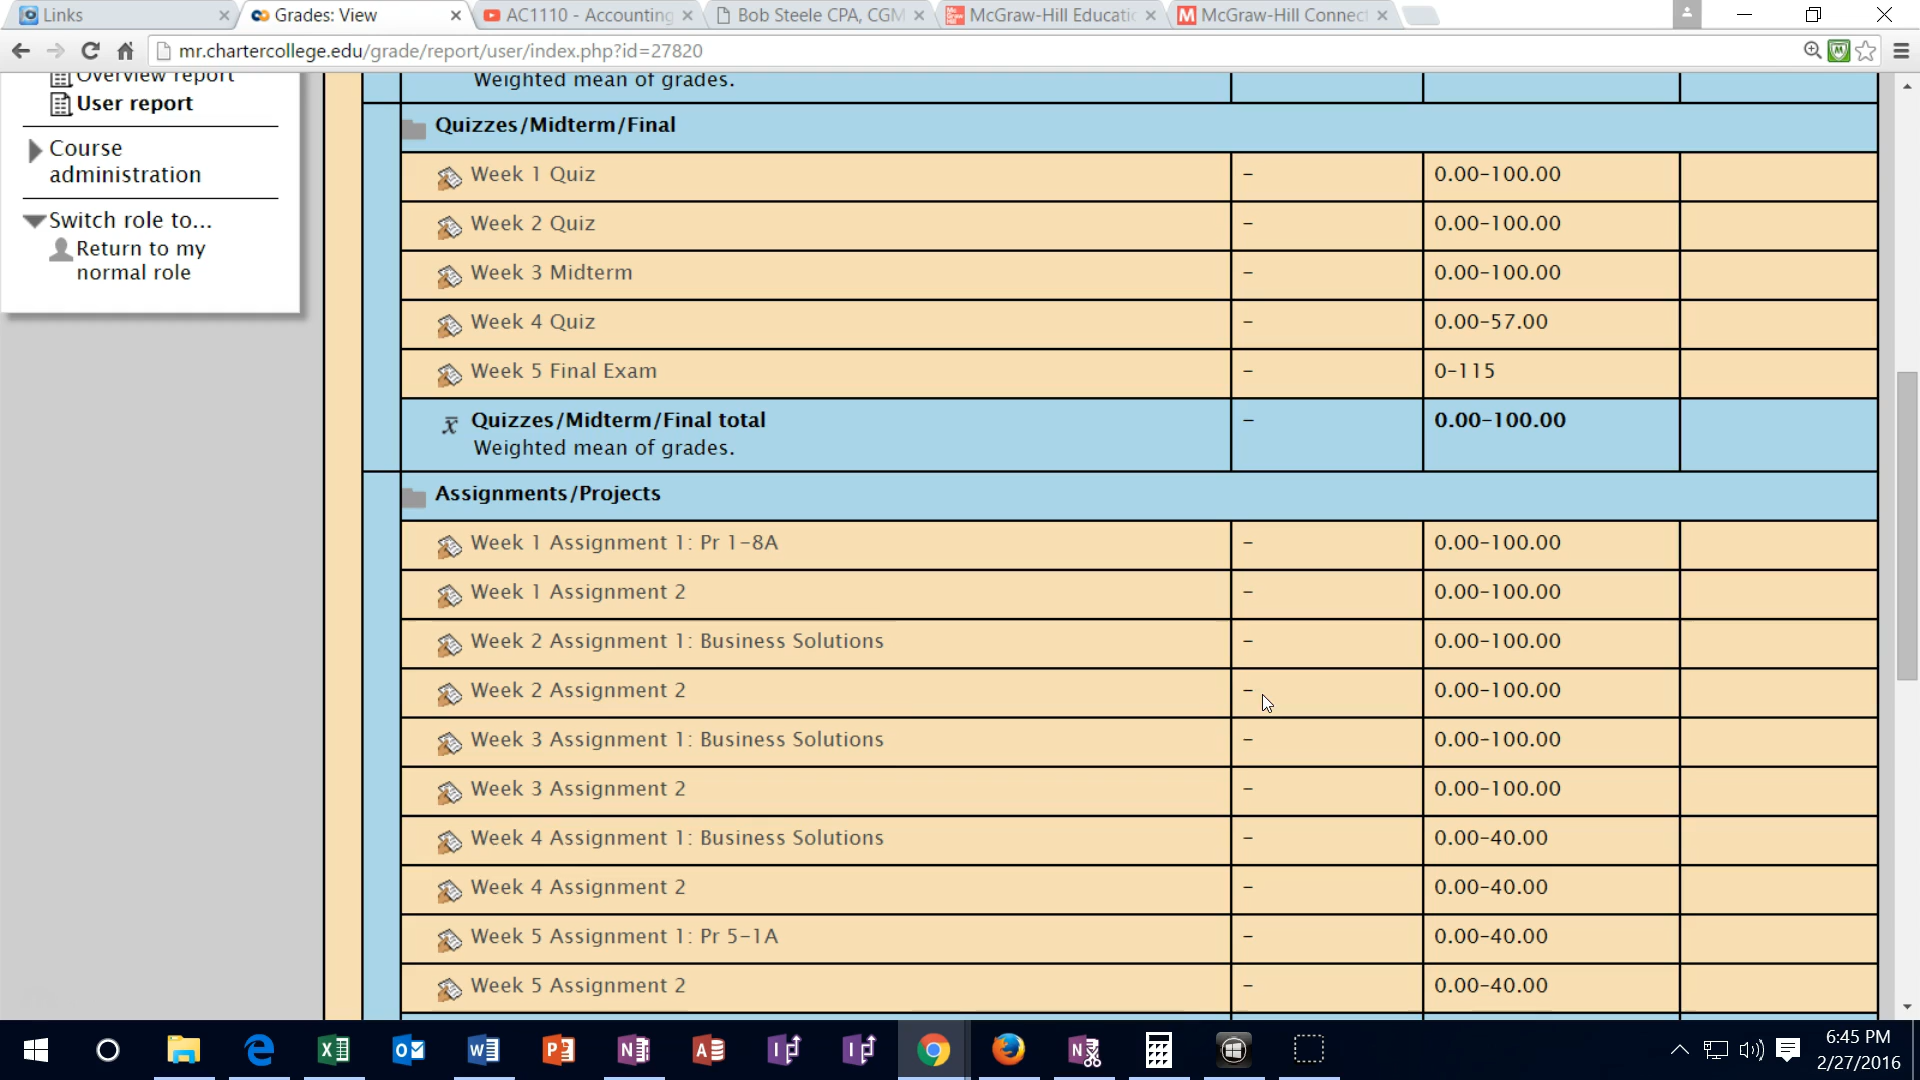 Links
Grades: View
AC1110 - Accounting
Bob Steele CPA, CGM
McGraw-Hill Educatic
McGraw-Hill Connect
mr.chartercollege.edu/grade/report/user/index.php?id=27820
Overview report
User report
Course administration
Switch role to...
Return to my normal role
Weighted mean of grades.
Quizzes/Midterm/Final
Week 1 Quiz - 0.00-100.00
Week 2 Quiz - 0.00-100.00
Week 3 Midterm - 0.00-100.00
Week 4 Quiz - 0.00-57.00
Week 5 Final Exam - 0-115
x̄ Quizzes/Midterm/Final total - 0.00-100.00
Weighted mean of grades.
Assignments/Projects
Week 1 Assignment 1: Pr 1-8A - 0.00-100.00
Week 1 Assignment 2 - 0.00-100.00
Week 2 Assignment 1: Business Solutions - 0.00-100.00
Week 2 Assignment 2 - 0.00-100.00
Week 3 Assignment 1: Business Solutions - 0.00-100.00
Week 3 Assignment 2 - 0.00-100.00
Week 4 Assignment 1: Business Solutions - 0.00-40.00
Week 4 Assignment 2 - 0.00-40.00
Week 5 Assignment 1: Pr 5-1A - 0.00-40.00
Week 5 Assignment 2 - 0.00-40.00
6:45 PM
2/27/2016